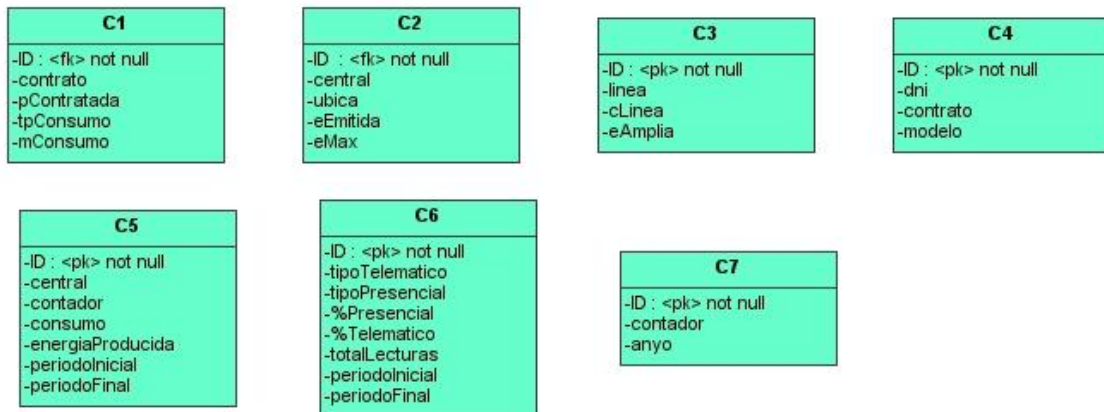 C1
-ID : <fk> not null
-contrato
-pContratada
-tpConsumo
-mConsumo
C2
-ID : <fk> not null
-central
-ubica
-eEmitida
-eMax
C3
-ID : <pk> not null
-linea
-cLinea
-eAmplia
C4
-ID : <pk> not null
-dni
-contrato
-modelo
C5
-ID : <pk> not null
-central
-contador
-consumo
-energiaProducida
-periodoInicial
-periodoFinal
C6
-ID : <pk> not null
-tipoTelematico
-tipoPresencial
-%Presencial
-%Telematico
-totalLecturas
-periodoInicial
-periodoFinal
C7
-ID : <pk> not null
-contador
-anyo